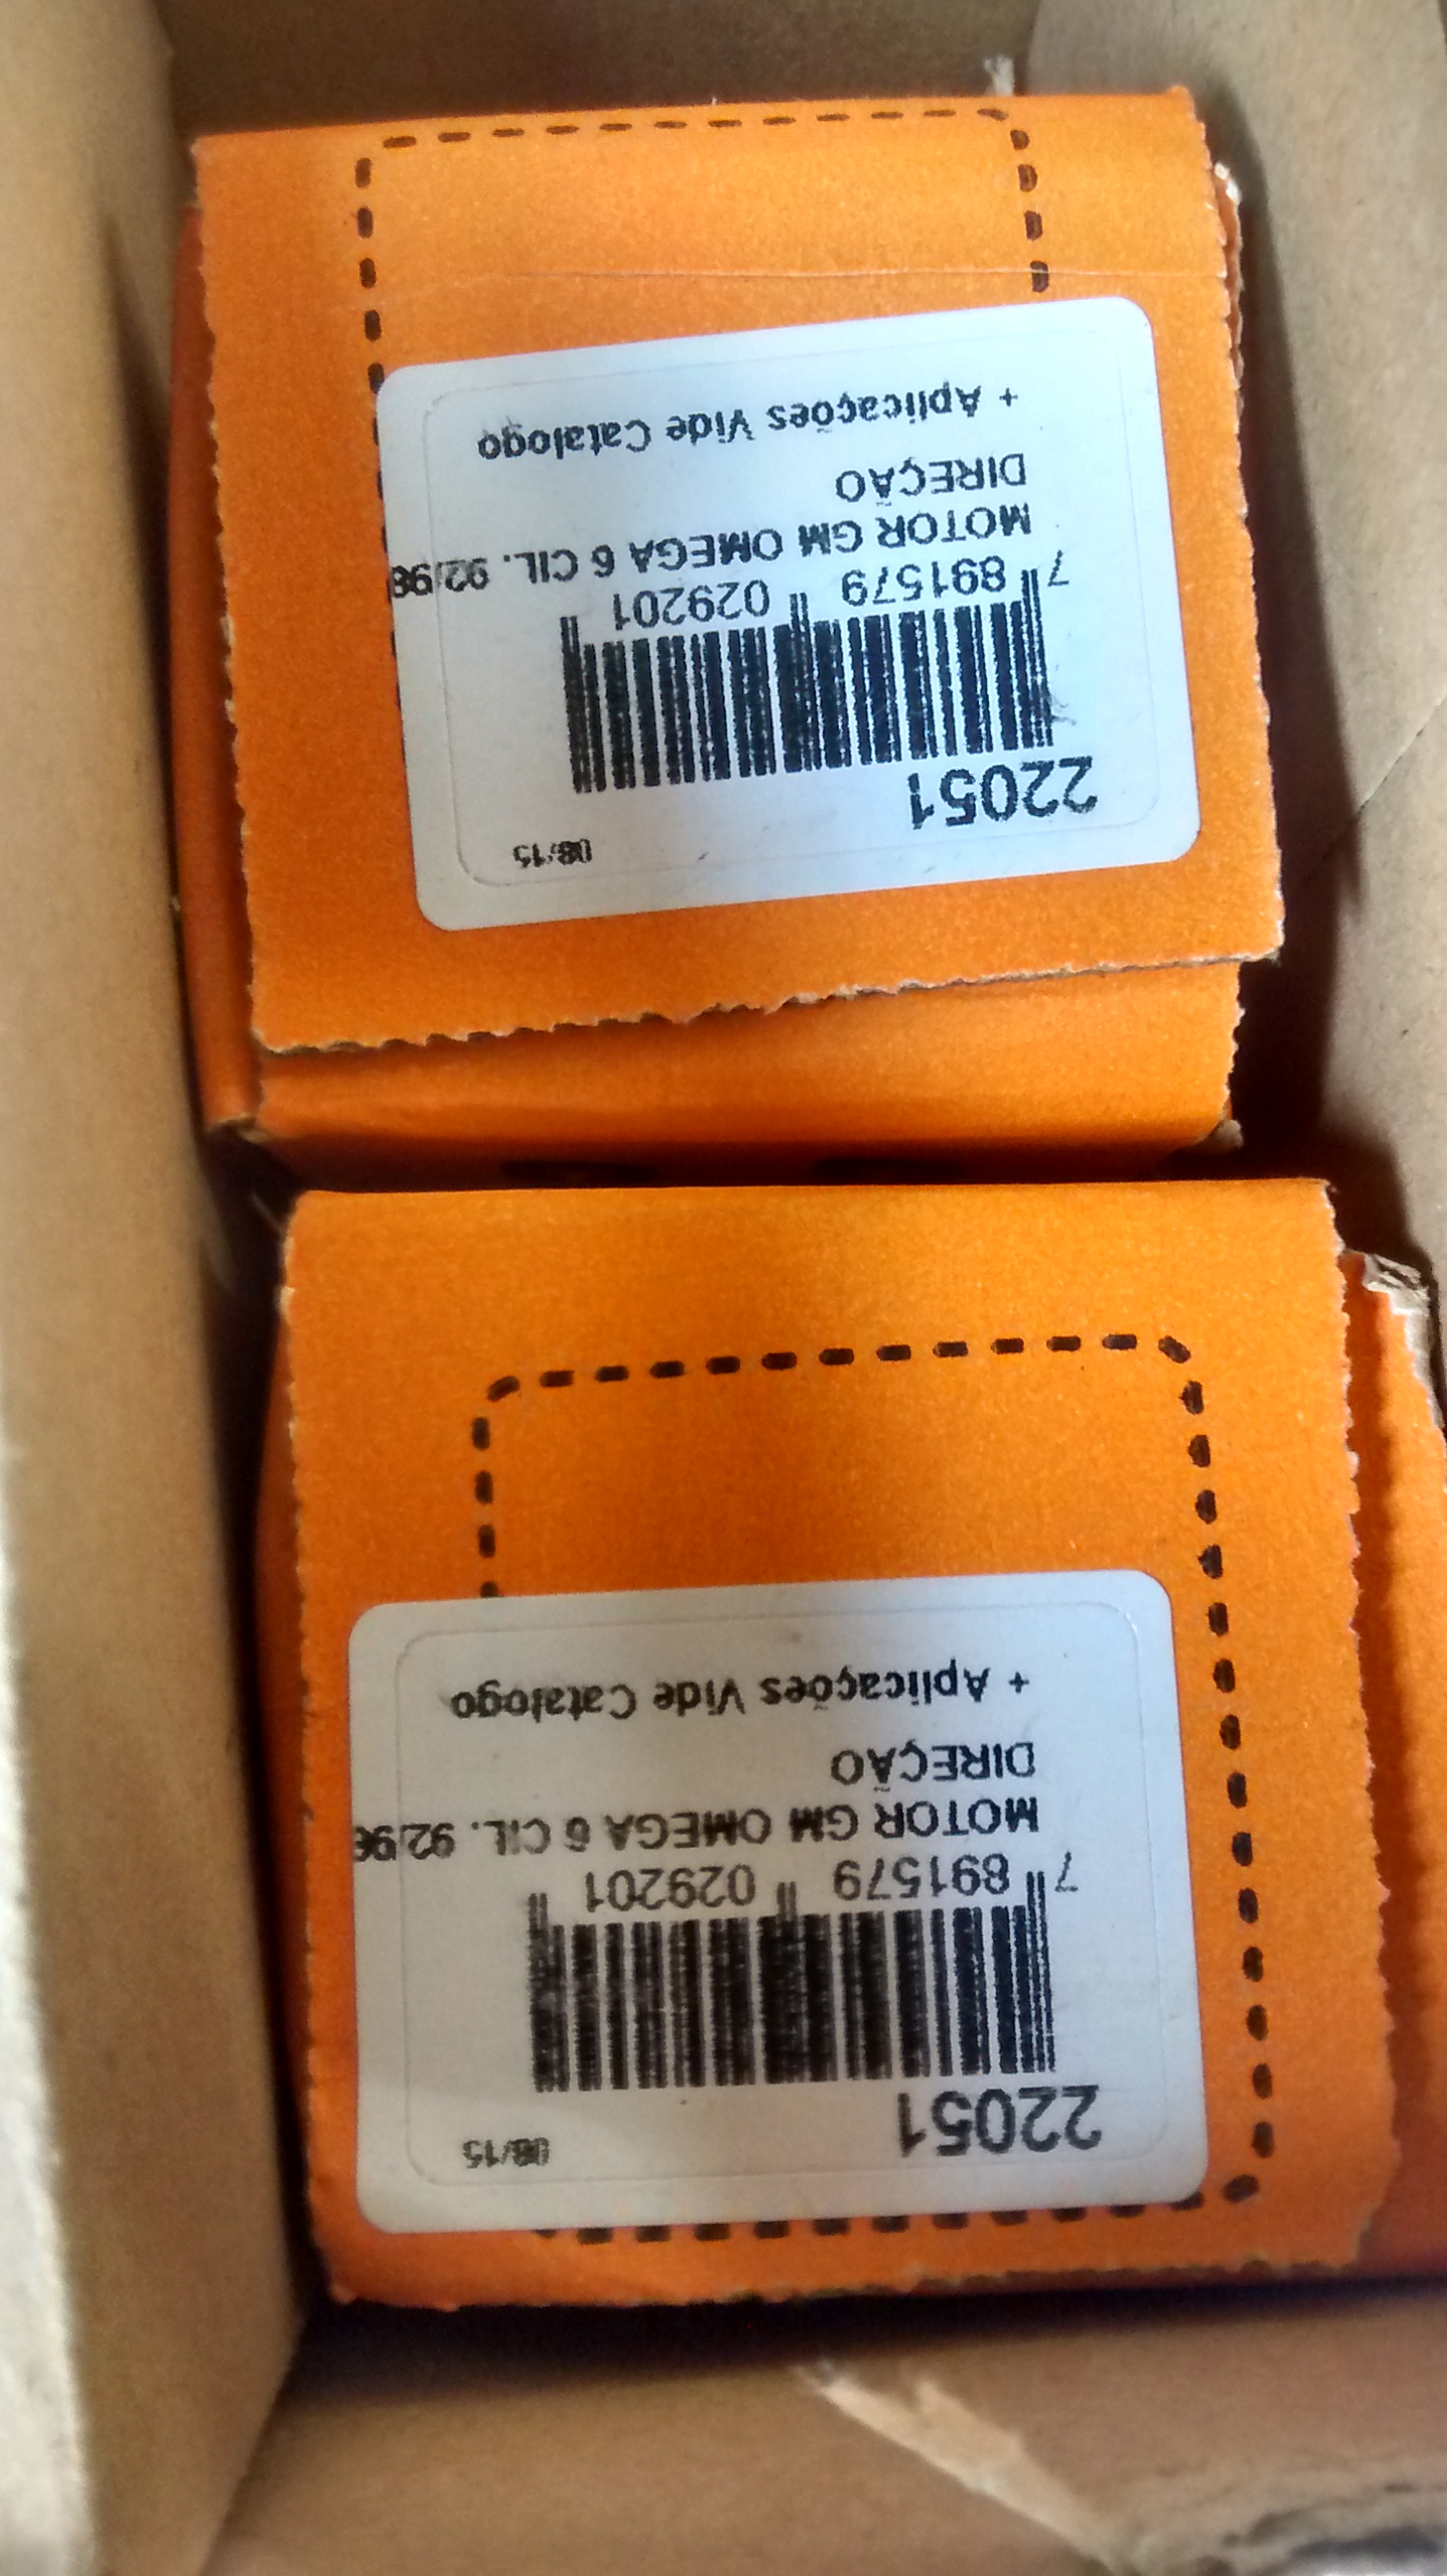 08/15
22051
7 891579 029201
MOTOR GM OMEGA 6 CIL. 92/98
DIREÇÃO
+ Aplicações Vide Catalogo
08/15
22051
7 891579 029201
MOTOR GM OMEGA 6 CIL. 92/98
DIREÇÃO
+ Aplicações Vide Catalogo